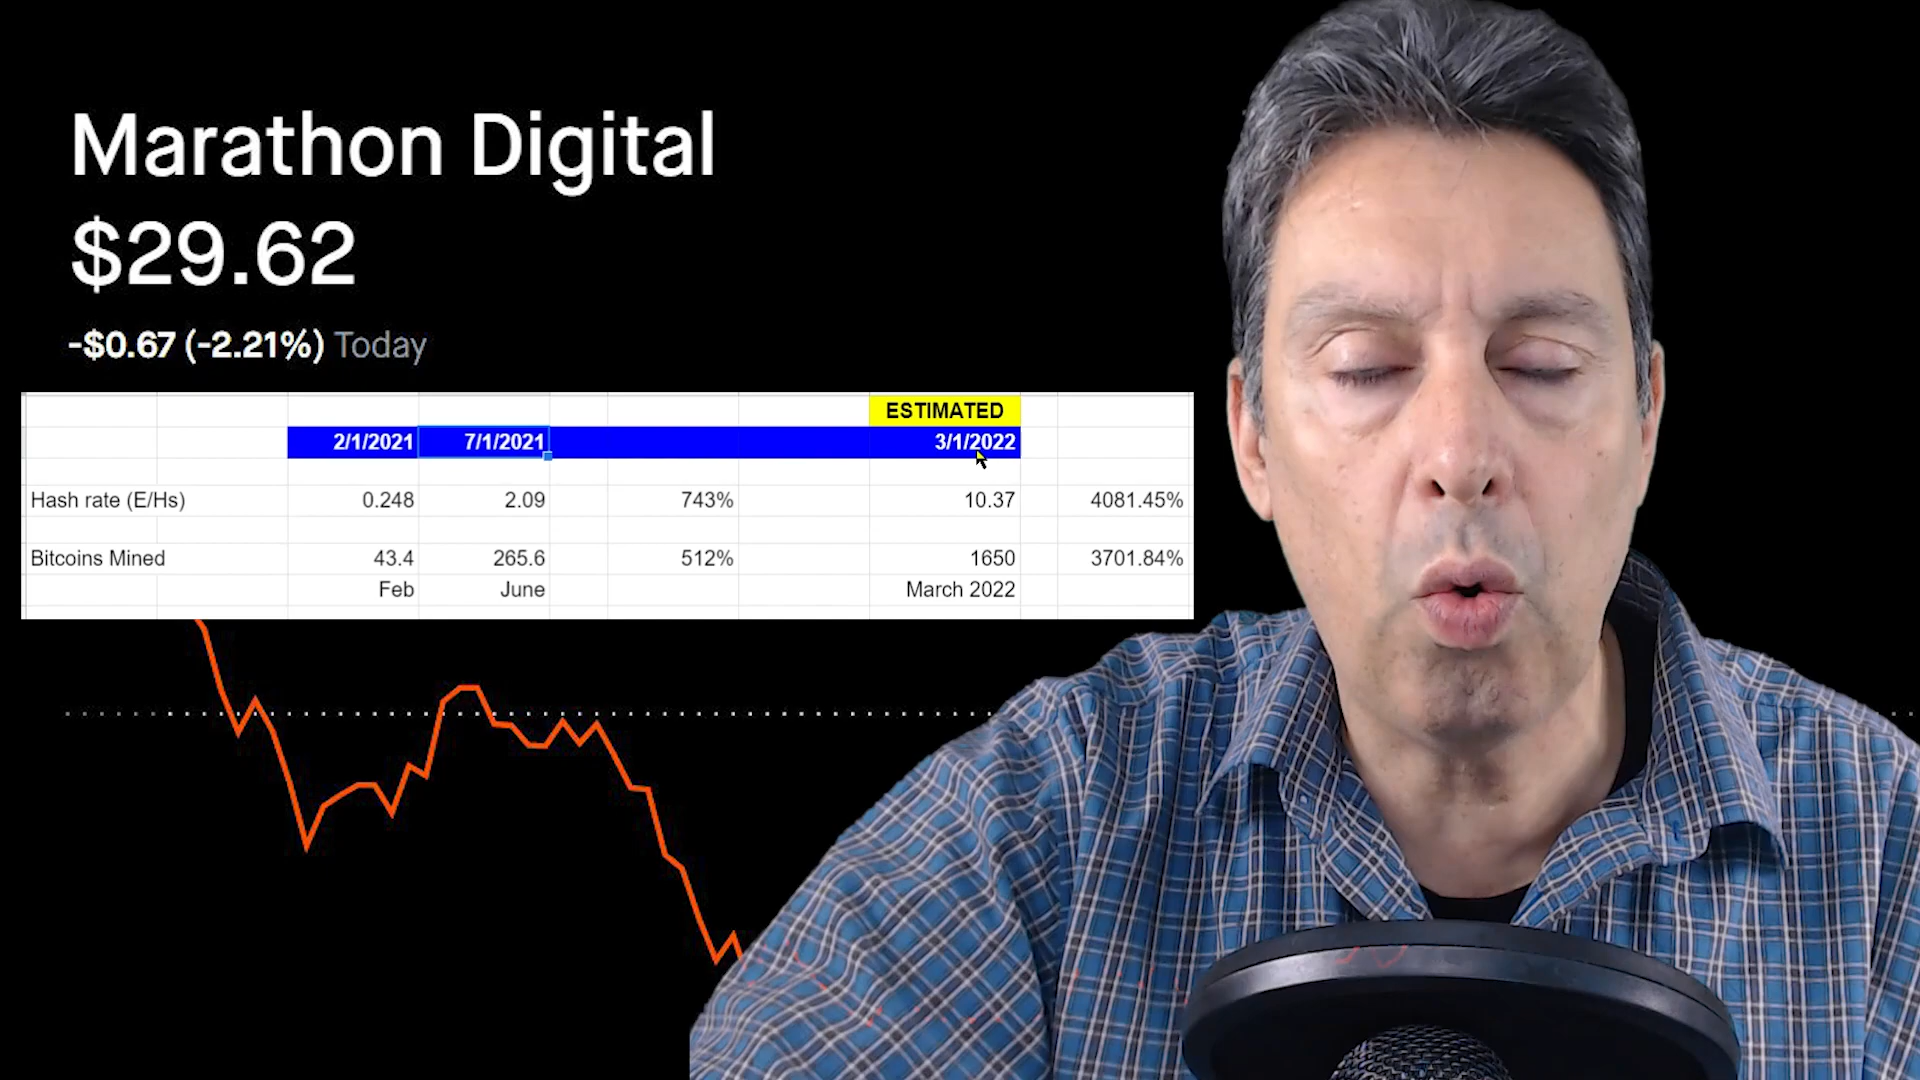 Marathon Digital
$29.62
-$0.67 (-2.21%) Today
ESTIMATED
2/1/2021 7/1/2021 3/1/2022
Hash rate (E/Hs) 0.248 2.09 743% 10.37 4081.45%
Bitcoins Mined 43.4 265.6 512% 1650 3701.84%
Feb June March 2022